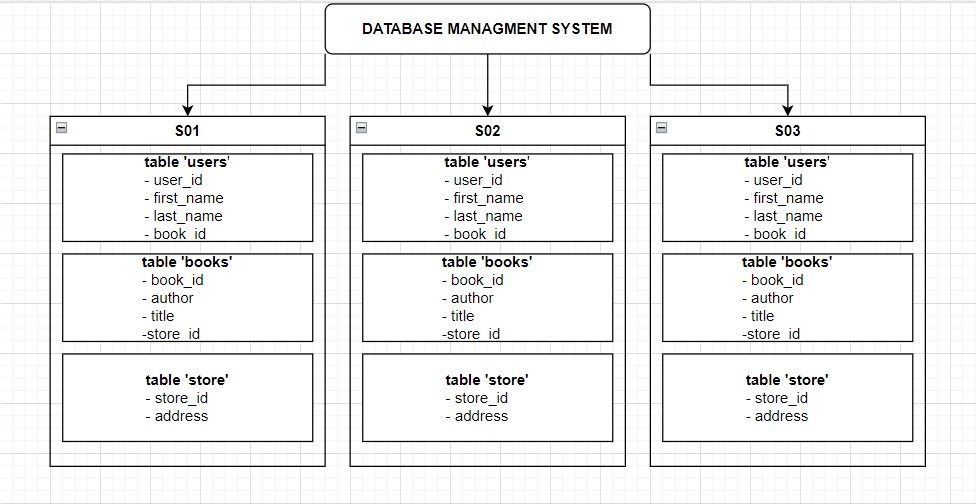 DATABASE MANAGMENT SYSTEM
S01
table 'users'
- user_id
- first_name
- last_name
- book_id
table 'books'
- book_id
- author
- title
-store_id
table 'store'
- store_id
- address
S02
table 'users'
- user_id
- first_name
- last_name
- book_id
table 'books'
- book_id
- author
- title
-store_id
table 'store'
- store_id
- address
S03
table 'users'
- user_id
- first_name
- last_name
- book_id
table 'books'
- book_id
- author
- title
-store_id
table 'store'
- store_id
- address